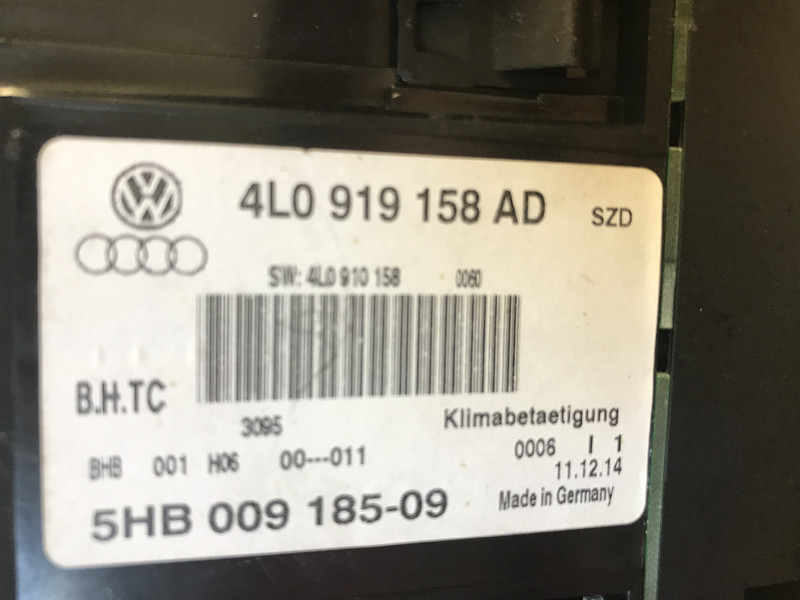 4L0 919 158 AD SZD
SW: 4L0 910 158 0060
B.H.TC
3095
Klimabetaetigung
BHB 001 H06 00---011
0006 I 1
11.12.14
5HB 009 185-09
Made in Germany